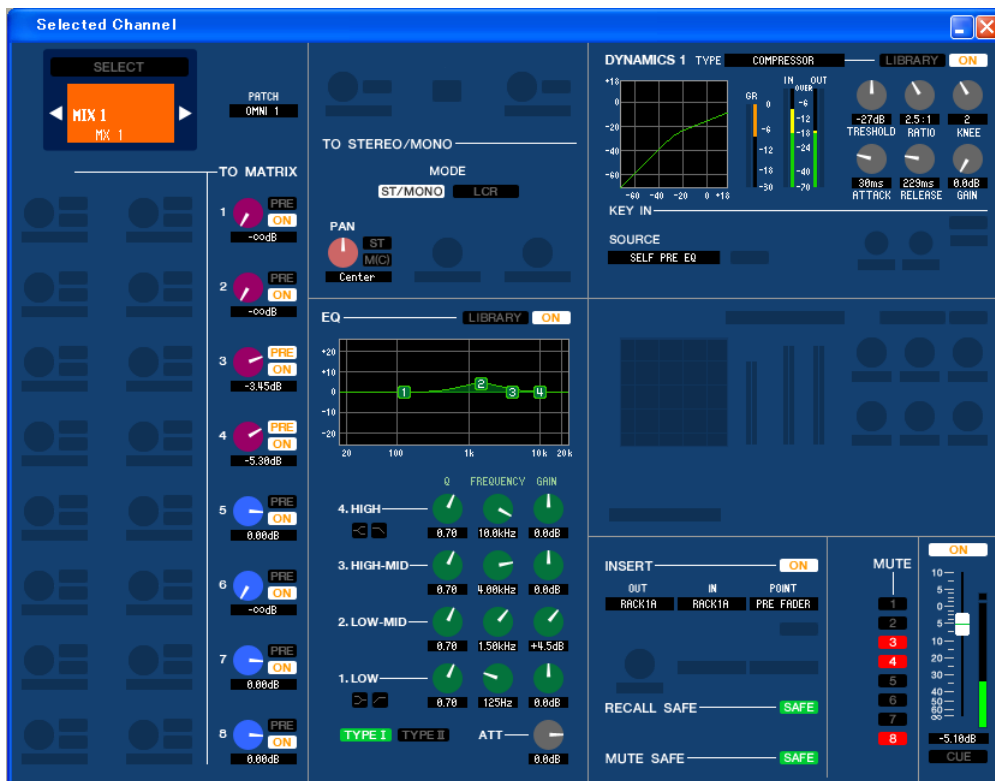 Selected Channel
SELECT
MIX 1
MX 1
PATCH
OMNI 1
TO MATRIX
1 PRE
ON
-∞dB
2 PRE
ON
-∞dB
3 PRE
ON
-3.45dB
4 PRE
ON
-5.30dB
5 PRE
ON
0.00dB
6 PRE
ON
-∞dB
7 PRE
ON
0.00dB
8 PRE
ON
0.00dB
TO STEREO/MONO
MODE
ST/MONO LCR
PAN
ST
M(C)
Center
EQ LIBRARY ON
+20
+10
0
-10
-20
1 2 3 4
20 100 1k 10k 20k
Q FREQUENCY GAIN
4. HIGH
0.70 10.0kHz 0.0dB
3. HIGH-MID
0.70 4.00kHz 0.0dB
2. LOW-MID
0.70 1.50kHz +4.5dB
1. LOW
0.70 125Hz 0.0dB
TYPE I TYPE II ATT
0.0dB
DYNAMICS 1 TYPE COMPRESSOR LIBRARY ON
+18
0
-20
-40
-60
-60 -40 -20 0 +18
GR
0
-6
-12
-18
-30
IN OUT
OVER
-6
-12
-18
-24
-40
-70
-27dB 2.5:1 2
TRESHOLD RATIO KNEE
30ms 229ms 0.0dB
ATTACK RELEASE GAIN
KEY IN
SOURCE
SELF PRE EQ
INSERT ON
OUT IN POINT
RACK1A RACK1A PRE FADER
RECALL SAFE SAFE
MUTE SAFE SAFE
MUTE
1
2
3
4
5
6
7
8
ON
10
5
0
5
10
20
30
40
50
60
∞
-5.10dB
CUE